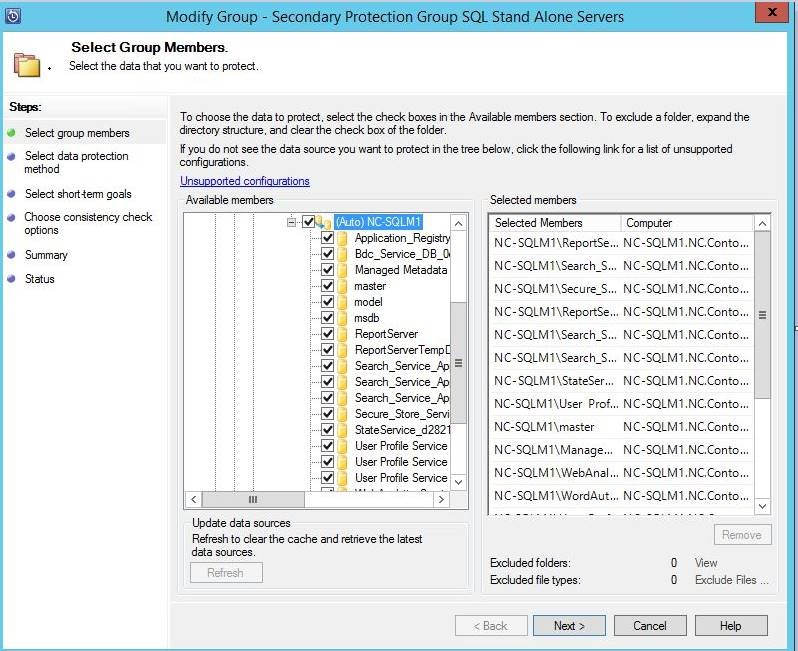 Modify Group - Secondary Protection Group SQL Stand Alone Servers
x
Select Group Members.
Select the data that you want to protect.
Steps:
Select group members
Select data protection
method
Select short-term goals
Choose consistency check
options
Summary
Status
To choose the data to protect, select the check boxes in the Available members section. To exclude a folder, expand the
directory structure, and clear the check box of the folder.
If you do not see the data source you want to protect in the tree below, click the following link for a list of unsupported
configurations.
Unsupported configurations
Available members
(Auto) NC-SQLM1
Application_Registry
Bdc_Service_DB_
Managed Metadata
master
model
msdb
ReportServer
ReportServerTempD
Search_Service_Ap
Search_Service_Ap
Search_Service_Ap
Secure_Store_Servi
StateService_d2821
User Profile Service
User Profile Service
User Profile Service
Update data sources
Refresh to clear the cache and retrieve the latest
data sources.
Refresh
Selected members
Selected Members Computer
NC-SQLM1\ReportSe... NC-SQLM1.NC.Conto...
NC-SQLM1\Search_S... NC-SQLM1.NC.Conto...
NC-SQLM1\Secure_S... NC-SQLM1.NC.Conto...
NC-SQLM1\ReportSe... NC-SQLM1.NC.Conto...
NC-SQLM1\Search_S... NC-SQLM1.NC.Conto...
NC-SQLM1\Search_S... NC-SQLM1.NC.Conto...
NC-SQLM1\StateSer... NC-SQLM1.NC.Conto...
NC-SQLM1\User Prof... NC-SQLM1.NC.Conto...
NC-SQLM1\master NC-SQLM1.NC.Conto...
NC-SQLM1\Manage... NC-SQLM1.NC.Conto...
NC-SQLM1\WebAnal... NC-SQLM1.NC.Conto...
NC-SQLM1\WordAut... NC-SQLM1.NC.Conto...
Remove
Excluded folders: 0 View
Excluded file types: 0 Exclude Files ...
< Back Next > Cancel Help